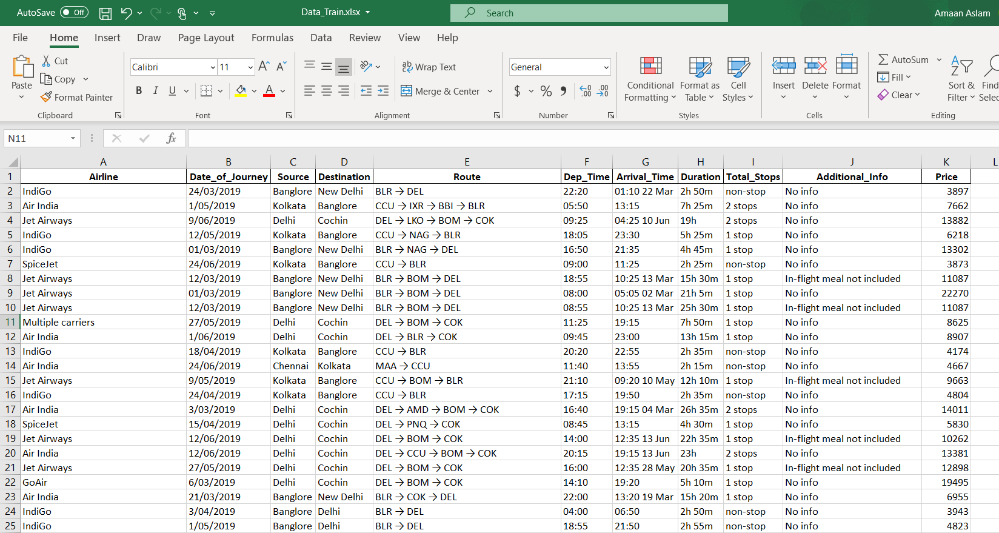 AutoSave Off Data_Train.xlsx Search Amaan Aslam
File Home Insert Draw Page Layout Formulas Data Review View Help
Paste Cut Copy Format Painter Clipboard
Calibri 11 A A B I U A Font
ab Wrap Text Merge & Center Alignment
General $ % 9 .00 .00 Number
Conditional Formatting Format as Table Cell Styles Styles
Insert Delete Format Cells
AutoSum Fill Clear Sort & Filter Find Selec Editing
N11 fx
A B C D E F G H I J K L
1 Airline Date_of_Journey Source Destination Route Dep_Time Arrival_Time Duration Total_Stops Additional_Info Price
2 IndiGo 24/03/2019 Banglore New Delhi BLR → DEL 22:20 01:10 22 Mar 2h 50m non-stop No info 3897
3 Air India 1/05/2019 Kolkata Banglore CCU → IXR → BBI → BLR 05:50 13:15 7h 25m 2 stops No info 7662
4 Jet Airways 9/06/2019 Delhi Cochin DEL → LKO → BOM → COK 09:25 04:25 10 Jun 19h 2 stops No info 13882
5 IndiGo 12/05/2019 Kolkata Banglore CCU → NAG → BLR 18:05 23:30 5h 25m 1 stop No info 6218
6 IndiGo 01/03/2019 Banglore New Delhi BLR → NAG → DEL 16:50 21:35 4h 45m 1 stop No info 13302
7 SpiceJet 24/06/2019 Kolkata Banglore CCU → BLR 09:00 11:25 2h 25m non-stop No info 3873
8 Jet Airways 12/03/2019 Banglore New Delhi BLR → BOM → DEL 18:55 10:25 13 Mar 15h 30m 1 stop In-flight meal not included 11087
9 Jet Airways 01/03/2019 Banglore New Delhi BLR → BOM → DEL 08:00 05:05 02 Mar 21h 5m 1 stop No info 22270
10 Jet Airways 12/03/2019 Banglore New Delhi BLR → BOM → DEL 08:55 10:25 13 Mar 25h 30m 1 stop In-flight meal not included 11087
11 Multiple carriers 27/05/2019 Delhi Cochin DEL → BOM → COK 11:25 19:15 7h 50m 1 stop No info 8625
12 Air India 1/06/2019 Delhi Cochin DEL → BLR → COK 09:45 23:00 13h 15m 1 stop No info 8907
13 IndiGo 18/04/2019 Kolkata Banglore CCU → BLR 20:20 22:55 2h 35m non-stop No info 4174
14 Air India 24/06/2019 Chennai Kolkata MAA → CCU 11:40 13:55 2h 15m non-stop No info 4667
15 Jet Airways 9/05/2019 Kolkata Banglore CCU → BOM → BLR 21:10 09:20 10 May 12h 10m 1 stop In-flight meal not included 9663
16 IndiGo 24/04/2019 Kolkata Banglore CCU → BLR 17:15 19:50 2h 35m non-stop No info 4804
17 Air India 3/03/2019 Delhi Cochin DEL → AMD → BOM → COK 16:40 19:15 04 Mar 26h 35m 2 stops No info 14011
18 SpiceJet 15/04/2019 Delhi Cochin DEL → PNQ → COK 08:45 13:15 4h 30m 1 stop No info 5830
19 Jet Airways 12/06/2019 Delhi Cochin DEL → BOM → COK 14:00 12:35 13 Jun 22h 35m 1 stop In-flight meal not included 10262
20 Air India 12/06/2019 Delhi Cochin DEL → CCU → BOM → COK 20:15 19:15 13 Jun 23h 2 stops No info 13381
21 Jet Airways 27/05/2019 Delhi Cochin DEL → BOM → COK 16:00 12:35 28 May 20h 35m 1 stop In-flight meal not included 12898
22 GoAir 6/03/2019 Delhi Cochin DEL → BOM → COK 14:10 19:20 5h 10m 1 stop No info 19495
23 Air India 21/03/2019 Banglore New Delhi BLR → COK → DEL 22:00 13:20 19 Mar 15h 20m 1 stop No info 6955
24 IndiGo 3/04/2019 Banglore Delhi BLR → DEL 04:00 06:50 2h 50m non-stop No info 3943
25 IndiGo 1/05/2019 Banglore Delhi BLR → DEL 18:55 21:50 2h 55m non-stop No info 4823